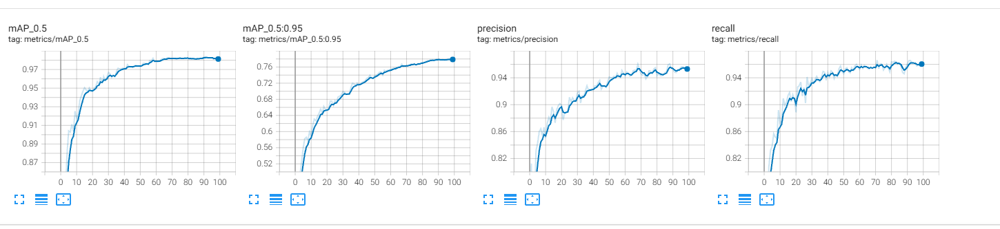 mAP_0.5
tag: metrics/mAP_0.5
0.97
0.95
0.93
0.91
0.89
0.87
0 10 20 30 40 50 60 70 80 90 100
mAP_0.5:0.95
tag: metrics/mAP_0.5:0.95
0.76
0.72
0.68
0.64
0.6
0.56
0.52
0 10 20 30 40 50 60 70 80 90 100
precision
tag: metrics/precision
0.94
0.9
0.86
0.82
0 10 20 30 40 50 60 70 80 90 100
recall
tag: metrics/recall
0.94
0.9
0.86
0.82
0 10 20 30 40 50 60 70 80 90 100